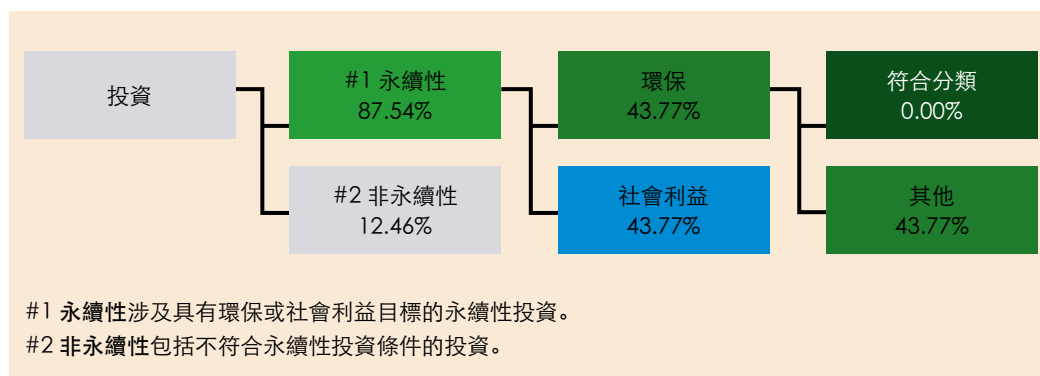 投資
#1 永續性
87.54%
環保
43.77%
符合分類
0.00%
#2 非永續性
12.46%
社會利益
43.77%
其他
43.77%
#1 永續性涉及具有環保或社會利益目標的永續性投資。
#2 非永續性包括不符合永續性投資條件的投資。